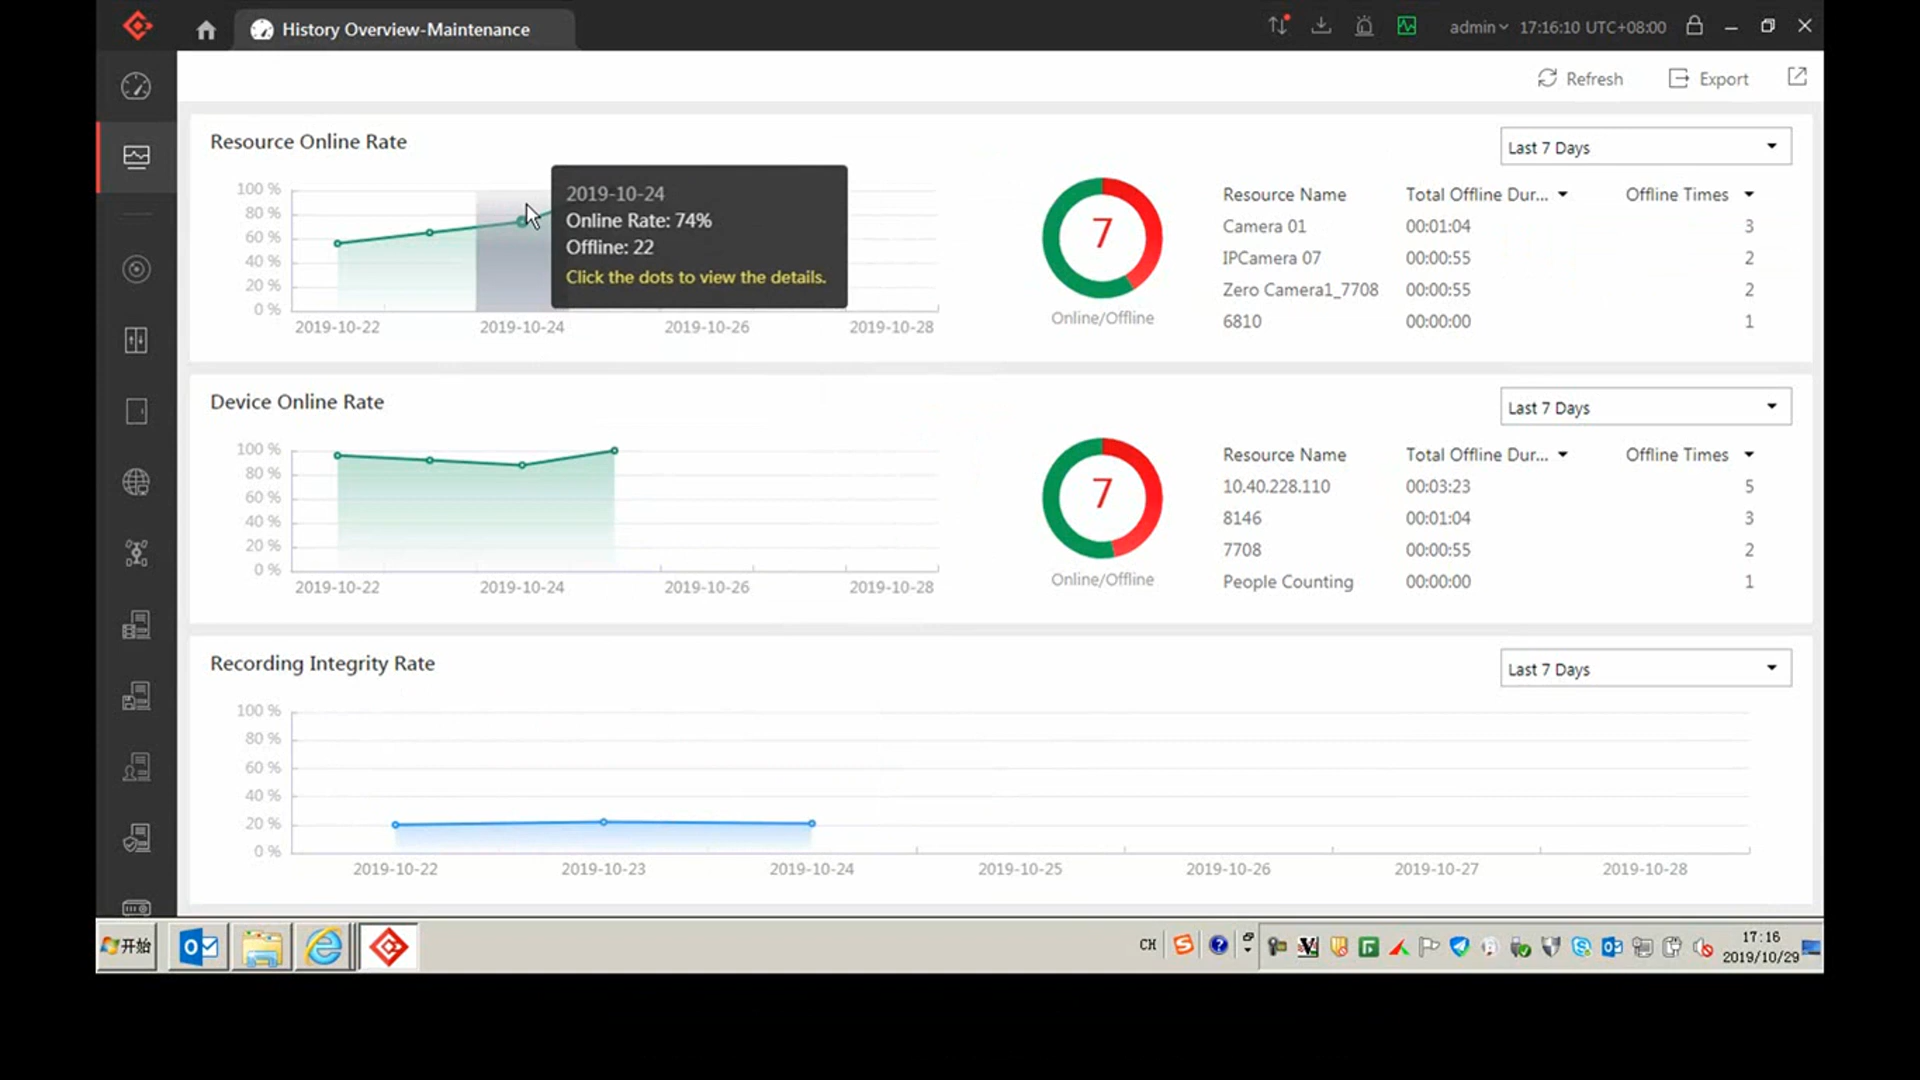 History Overview-Maintenance
admin
17:16:10 UTC+08:00
Refresh
Export
Resource Online Rate
Last 7 Days
100 %
80 %
60 %
40 %
20 %
0 %
2019-10-22
2019-10-24
2019-10-26
2019-10-28
2019-10-24
Online Rate: 74%
Offline: 22
Click the dots to view the details.
7
Online/Offline
Resource Name Total Offline Dur... Offline Times
Camera 01 00:01:04 3
IPCamera 07 00:00:55 2
Zero Camera1_7708 00:00:55 2
6810 00:00:00 1
Device Online Rate
Last 7 Days
100 %
80 %
60 %
40 %
20 %
0 %
2019-10-22
2019-10-24
2019-10-26
2019-10-28
7
Online/Offline
Resource Name Total Offline Dur... Offline Times
10.40.228.110 00:03:23 5
8146 00:01:04 3
7708 00:00:55 2
People Counting 00:00:00 1
Recording Integrity Rate
Last 7 Days
100 %
80 %
60 %
40 %
20 %
0 %
2019-10-22
2019-10-23
2019-10-24
2019-10-25
2019-10-26
2019-10-27
2019-10-28
开始
CH
17:16
2019/10/29